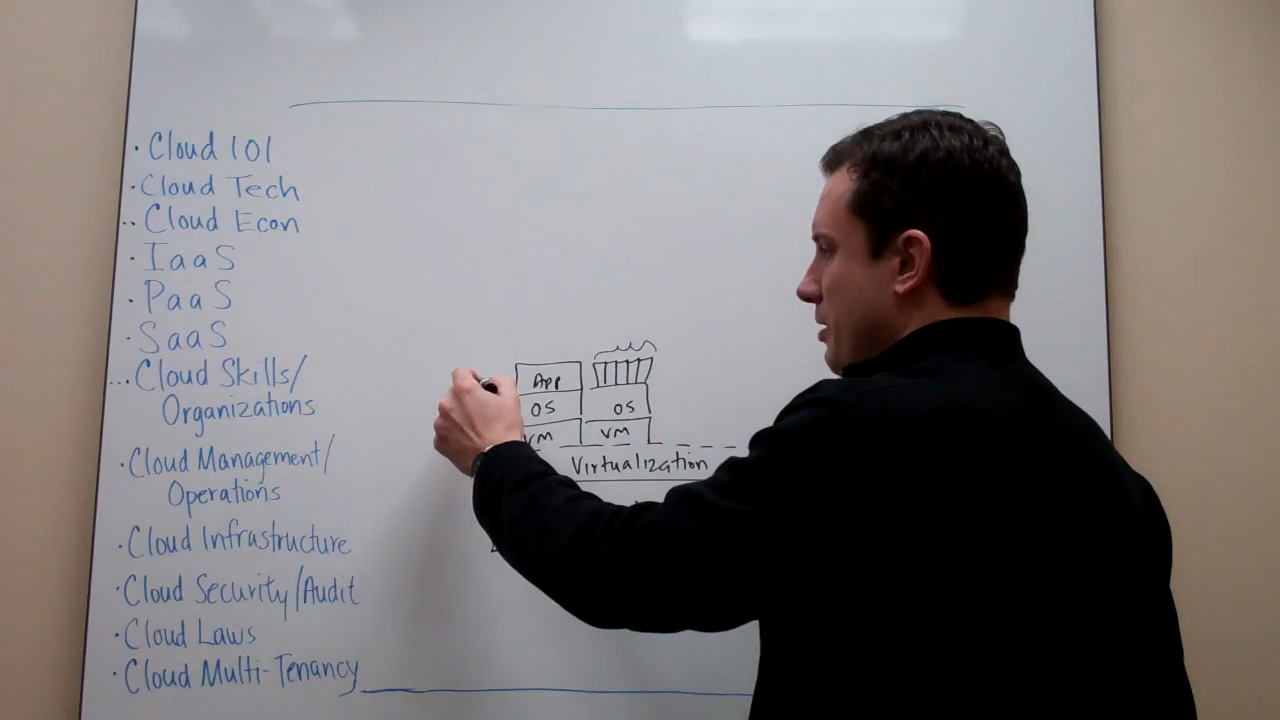 · Cloud 101
· Cloud Tech
·· Cloud Econ
· IaaS
· PaaS
· SaaS
... Cloud Skills/
Organizations
· Cloud Management/
Operations
· Cloud Infrastructure
· Cloud Security/Audit
· Cloud Laws
· Cloud Multi-Tenancy
App
OS OS
VM VM
Virtualization